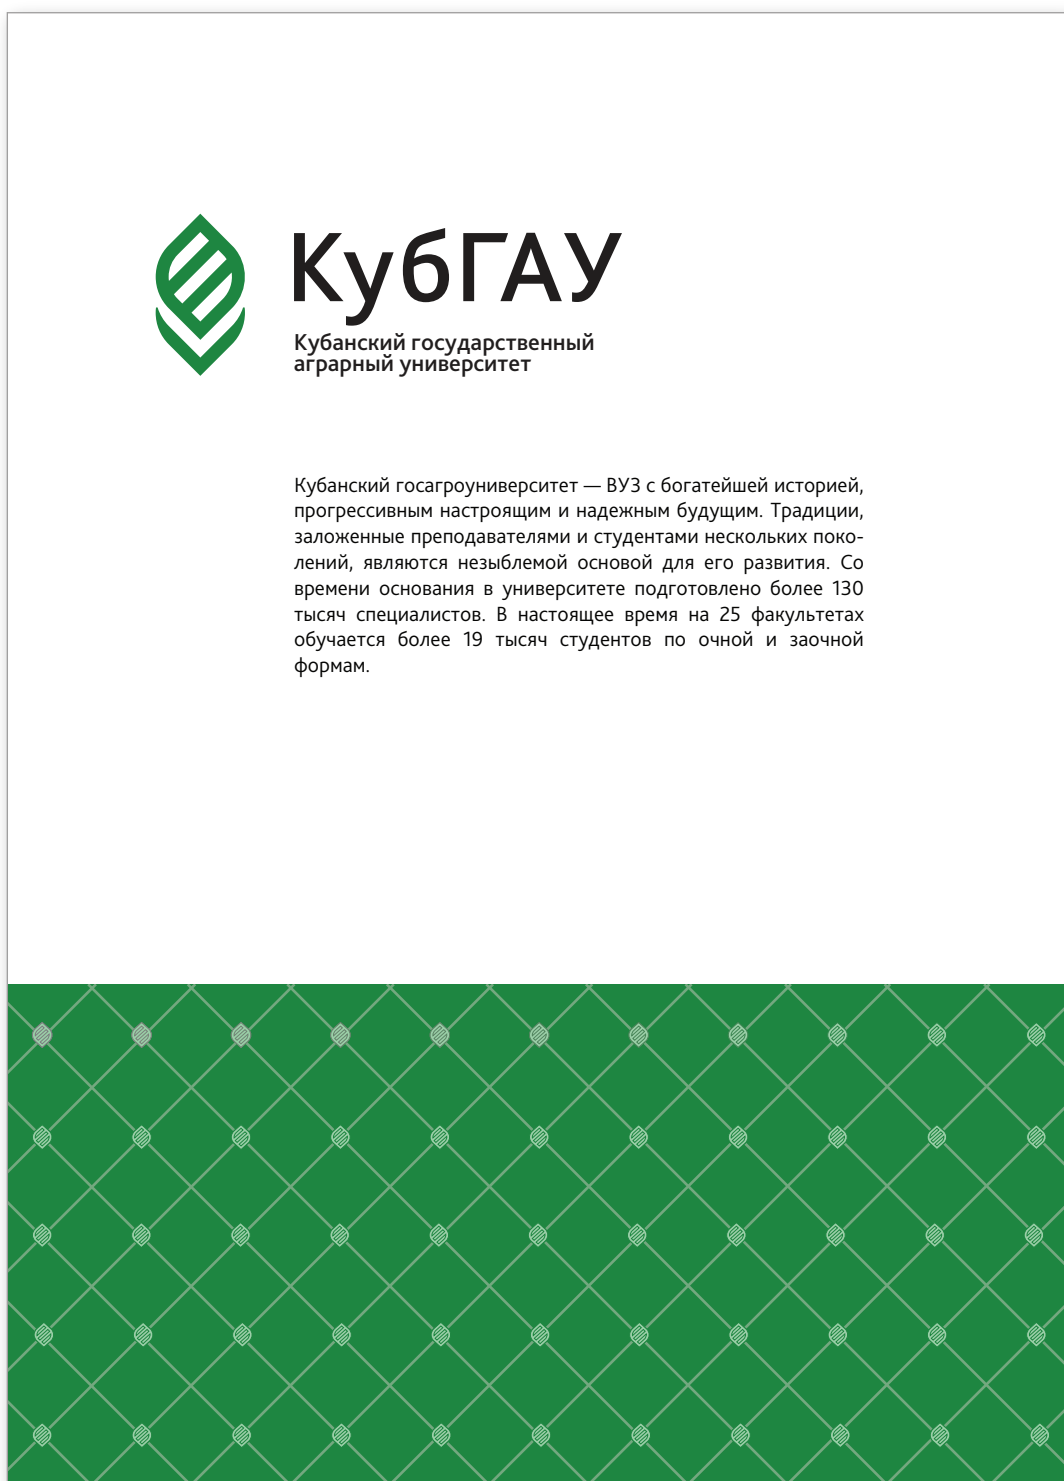 КубГАУ
Кубанский государственный
аграрный университет
Кубанский госагроуниверситет — ВУЗ с богатейшей историей,
прогрессивным настроящим и надежным будущим. Традиции,
заложенные преподавателями и студентами нескольких поко-
лений, являются незыблемой основой для его развития. Со
времени основания в университете подготовлено более 130
тысяч специалистов. В настоящее время на 25 факультетах
обучается более 19 тысяч студентов по очной и заочной
формам.